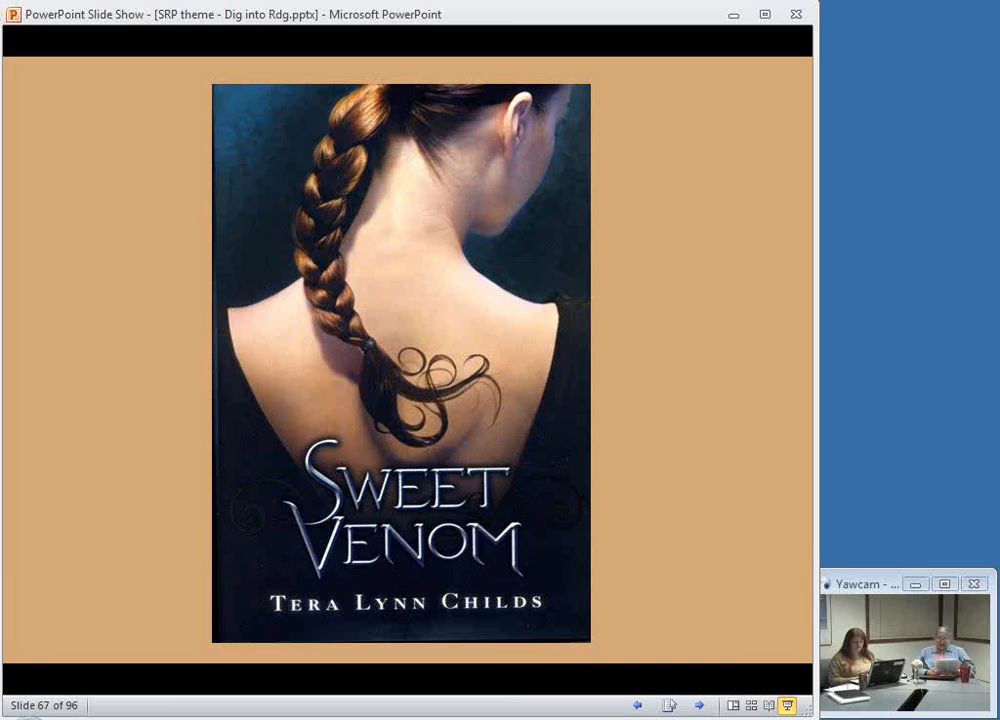 PowerPoint Slide Show - [SRP theme - Dig into Rdg.pptx] - Microsoft PowerPoint
SWEET
VENOM
TERA LYNN CHILDS
Yawcam - ...
Slide 67 of 96